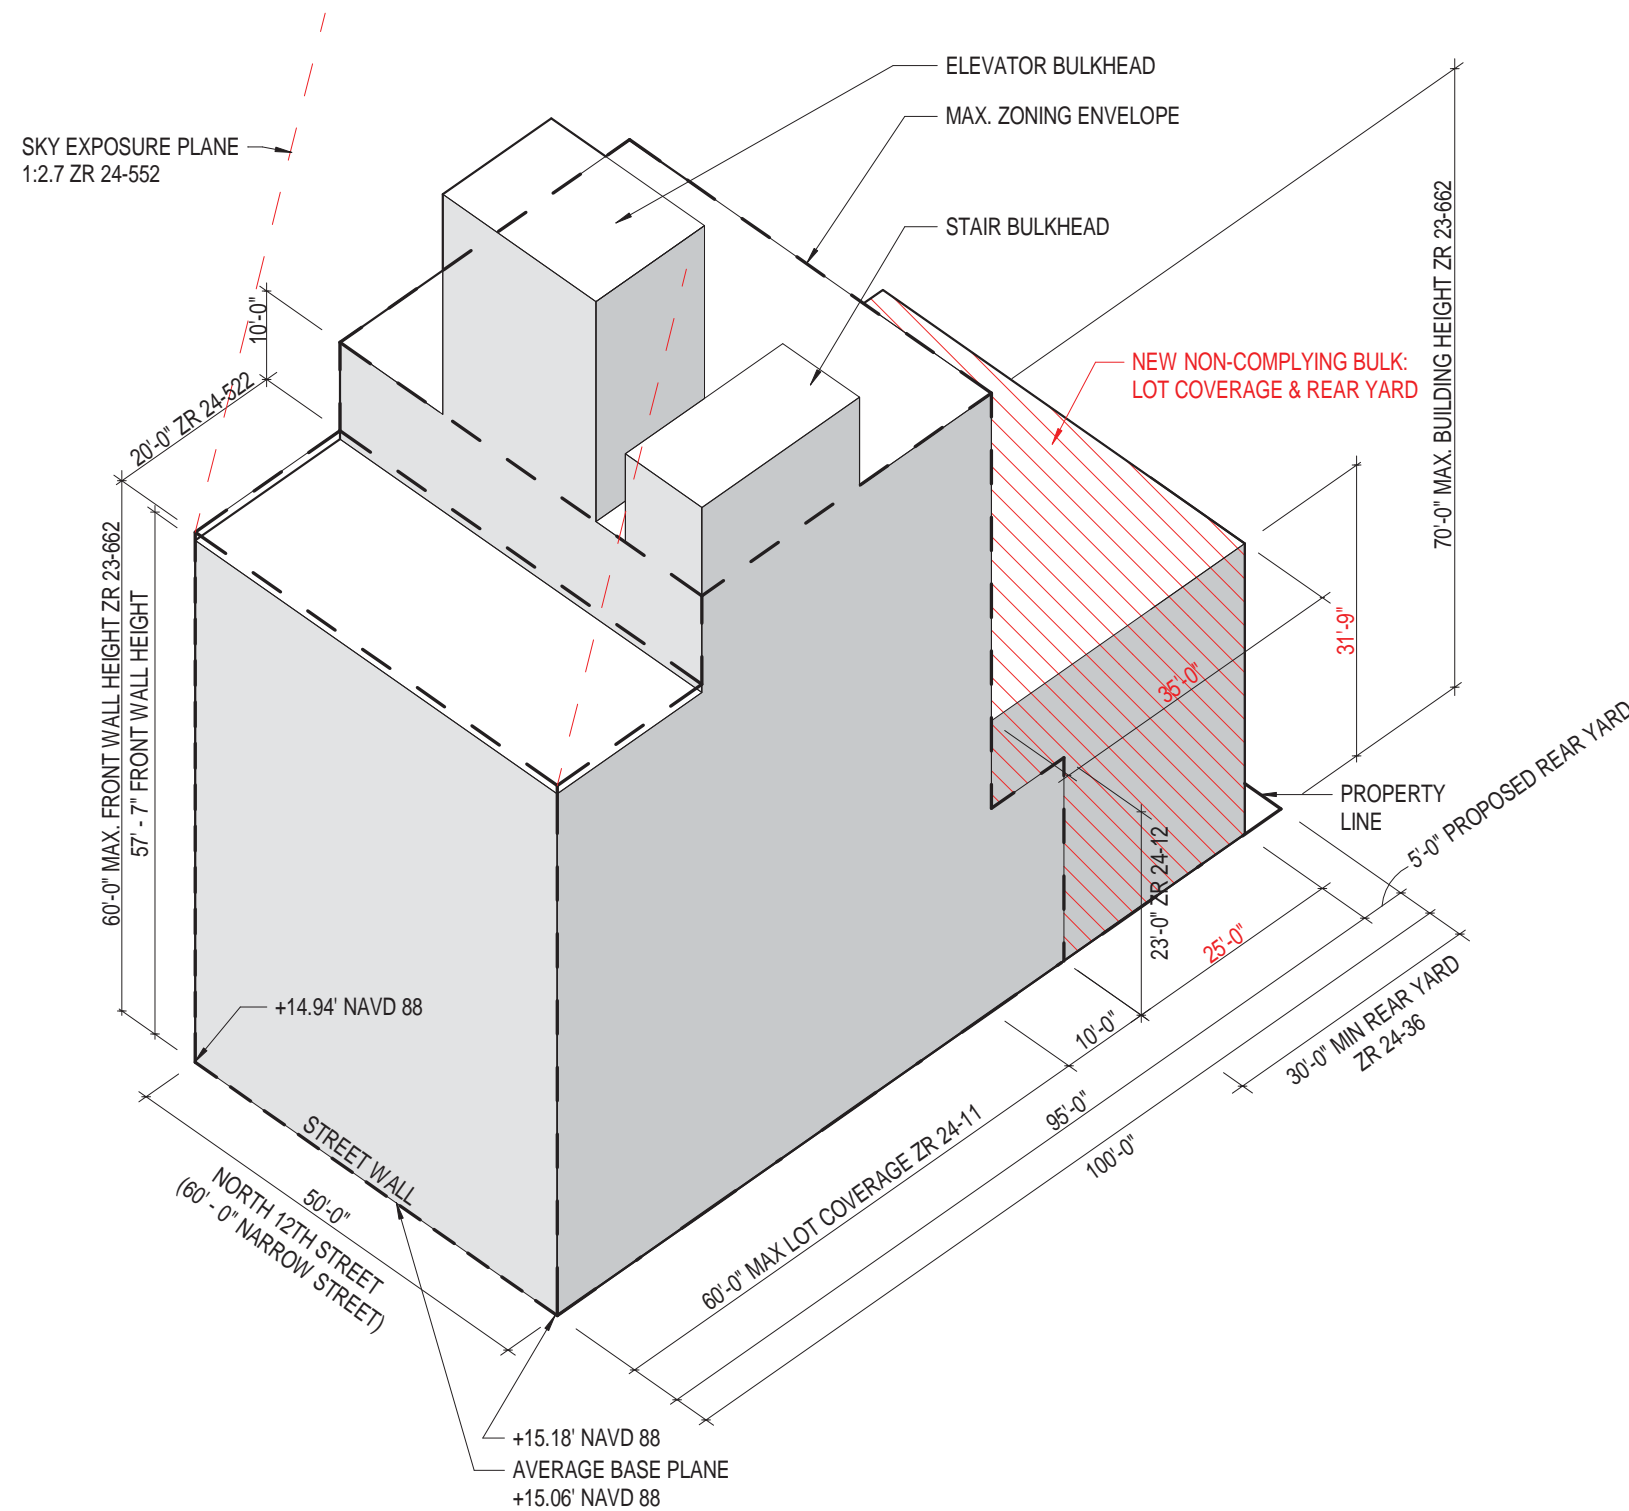 ELEVATOR BULKHEAD
MAX. ZONING ENVELOPE
SKY EXPOSURE PLANE
1:2.7 ZR 24-552
STAIR BULKHEAD
10'-0"
20'-0" ZR 24-522
NEW NON-COMPLYING BULK:
LOT COVERAGE & REAR YARD
70'-0" MAX. BUILDING HEIGHT ZR 23-662
60'-0" MAX. FRONT WALL HEIGHT ZR 23-662
57' - 7" FRONT WALL HEIGHT
31'-9"
35'-0"
PROPERTY
LINE
5'-0" PROPOSED REAR YARD
23'-0" ZR 24-12
25'-0"
10'-0"
30'-0" MIN REAR YARD
ZR 24-36
+14.94' NAVD 88
STREET WALL
50'-0"
NORTH 12TH STREET
(60' - 0" NARROW STREET)
60'-0" MAX LOT COVERAGE ZR 24-11
95'-0"
100'-0"
+15.18' NAVD 88
AVERAGE BASE PLANE
+15.06' NAVD 88